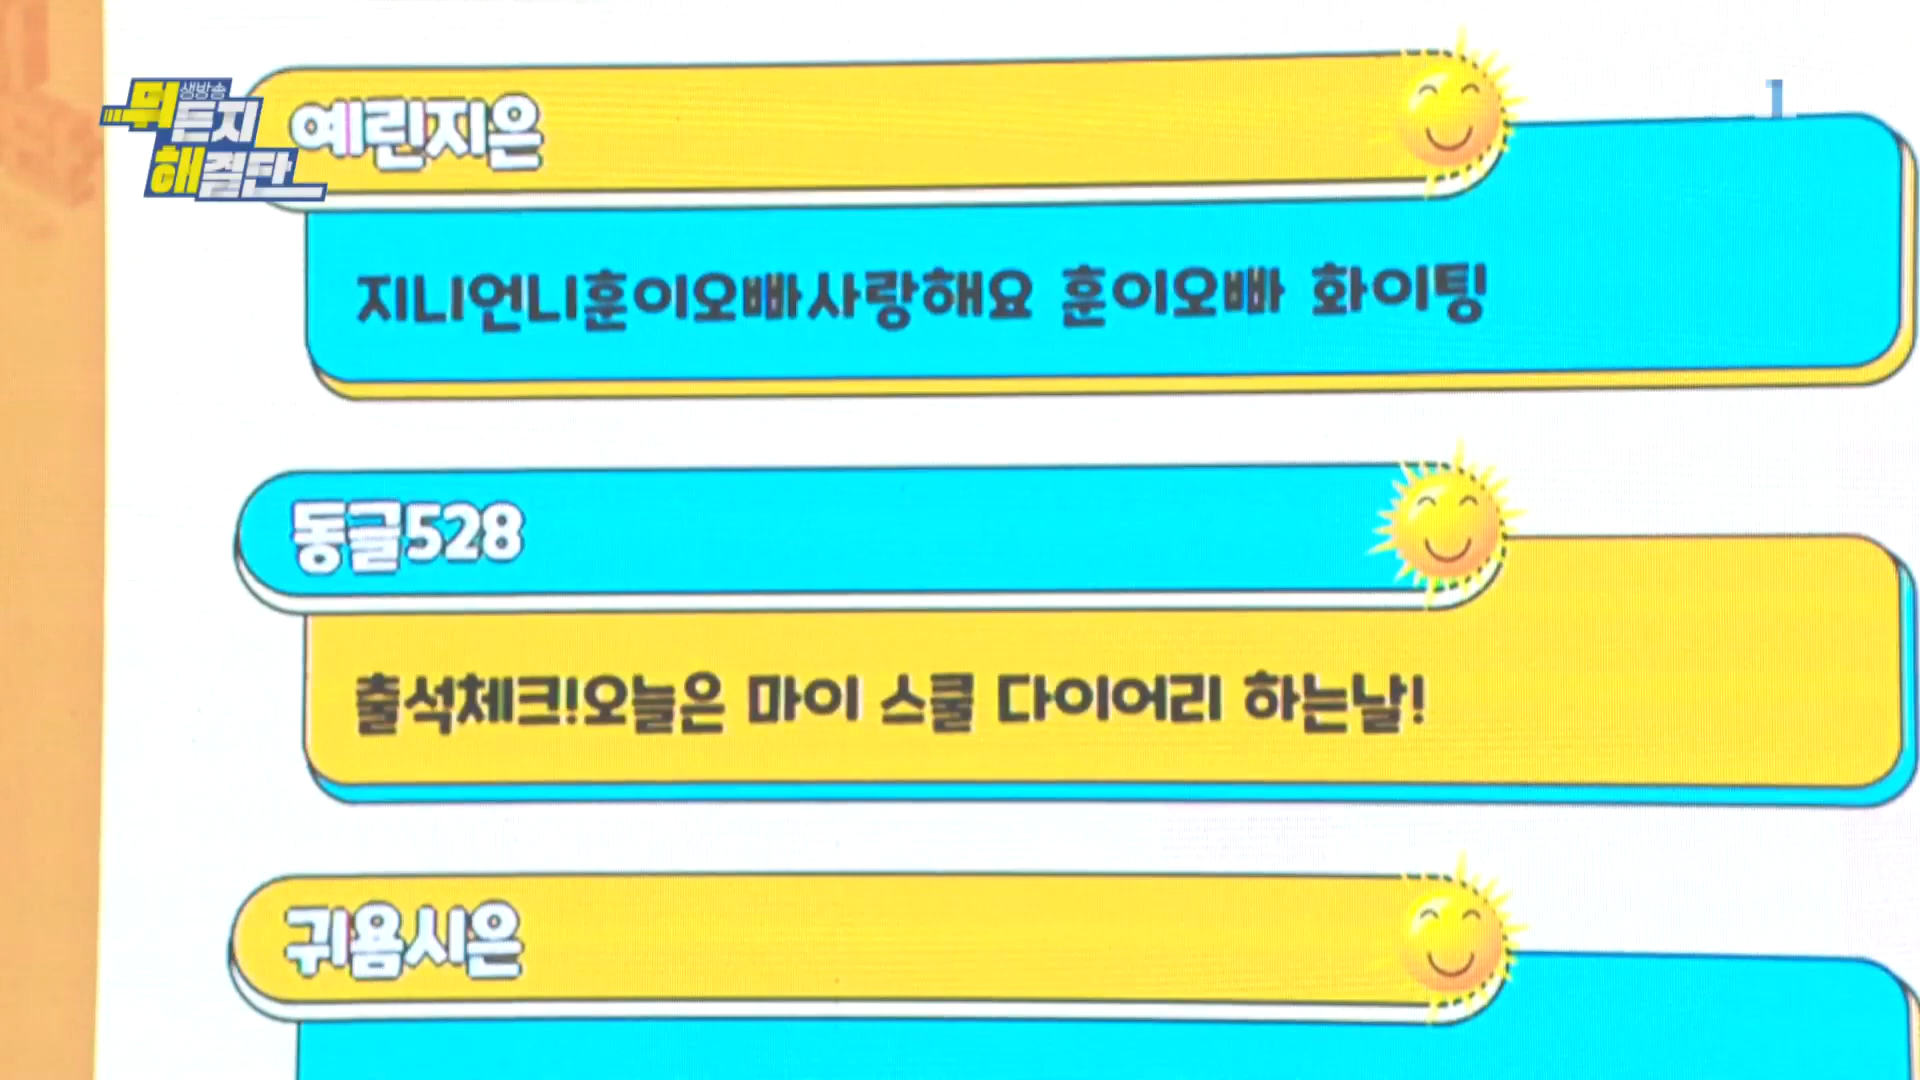 생방송
뭐든지
해결단
1
예린지은
지니언니훈이오빠사랑해요 훈이오빠 화이팅
동글528
출석체크!오늘은 마이 스쿨 다이어리 하는날!
귀욤시은